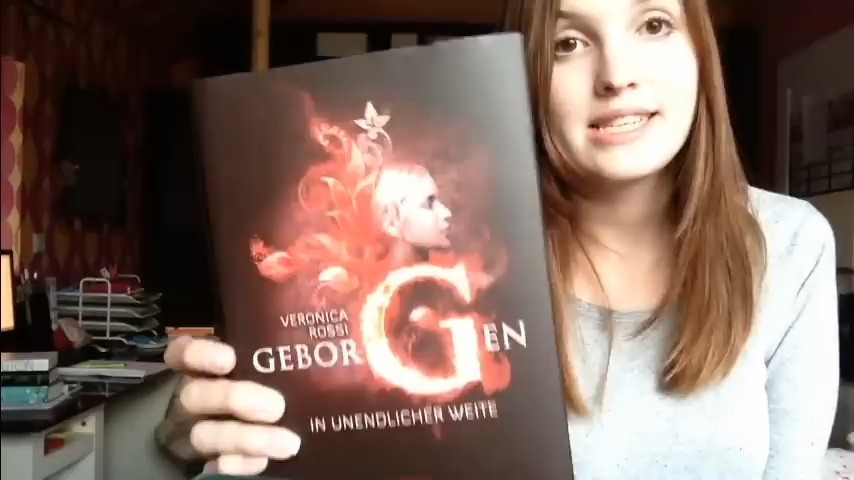 VERONICA
ROSSI
GEBORGEN
IN UNENDLICHER WEITE